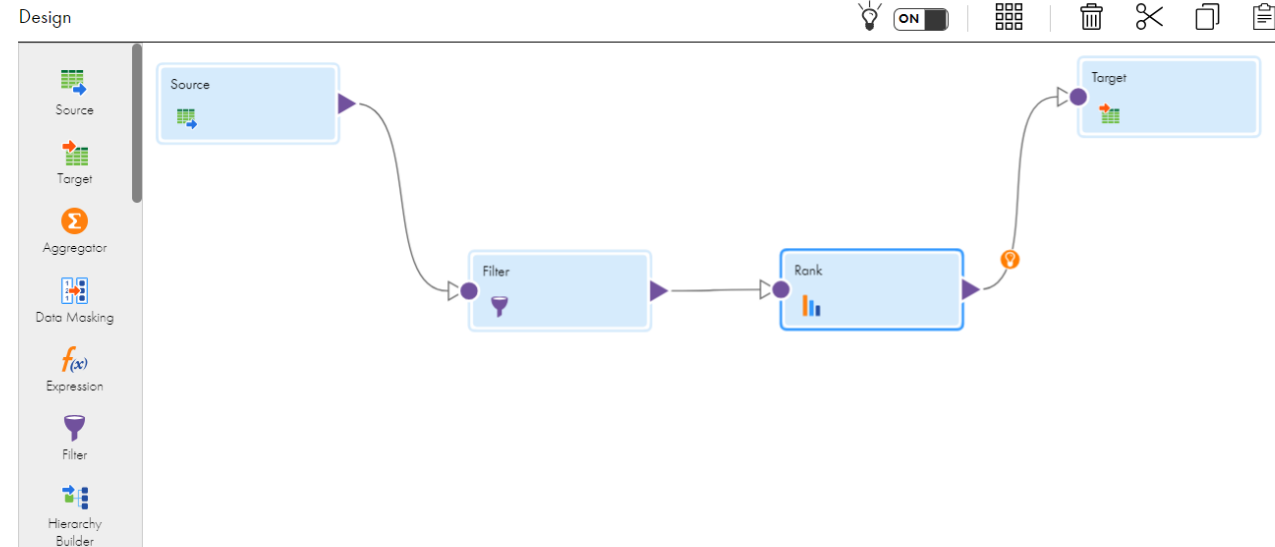 Design
ON
Source
Target
Aggregator
Data Masking
Expression
Filter
Hierarchy
Builder
Source
Filter
Rank
Target